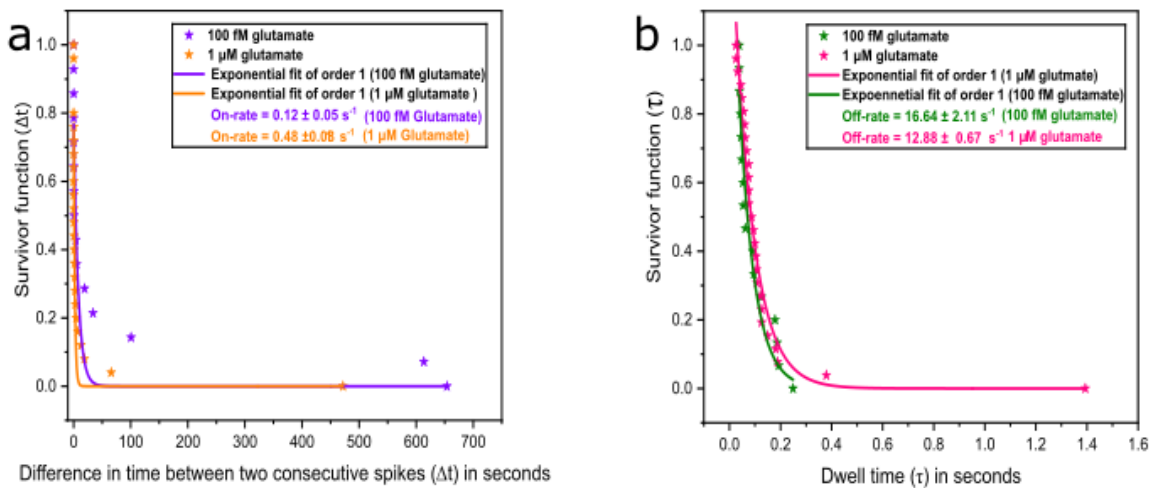 a
100 fM glutamate
1 µM glutamate
Exponential fit of order 1 (100 fM glutmate)
Exponential fit of order 1 (1 µM glutamate )
On-rate = 0.12 ± 0.05 s⁻¹ (100 fM Glutamate)
On-rate = 0.48 ±0.08 s⁻¹ (1 µM Glutamate)
Survivor function (Δt)
1.0
0.8
0.6
0.4
0.2
0.0
0 100 200 300 400 500 600 700
Difference in time between two consecutive spikes (Δt) in seconds
b
100 fM glutamate
1 µM glutamate
Exponential fit of order 1 (1 µM glutmate)
Expoennetial fit of order 1 (100 fM glutmate)
Off-rate = 16.64 ± 2.11 s⁻¹ (100 fM glutamate)
Off-rate = 12.88 ± 0.67 s⁻¹ 1 µM glutamate
Survivor function (τ)
1.0
0.8
0.6
0.4
0.2
0.0
0.0 0.2 0.4 0.6 0.8 1.0 1.2 1.4 1.6
Dwell time (τ) in seconds